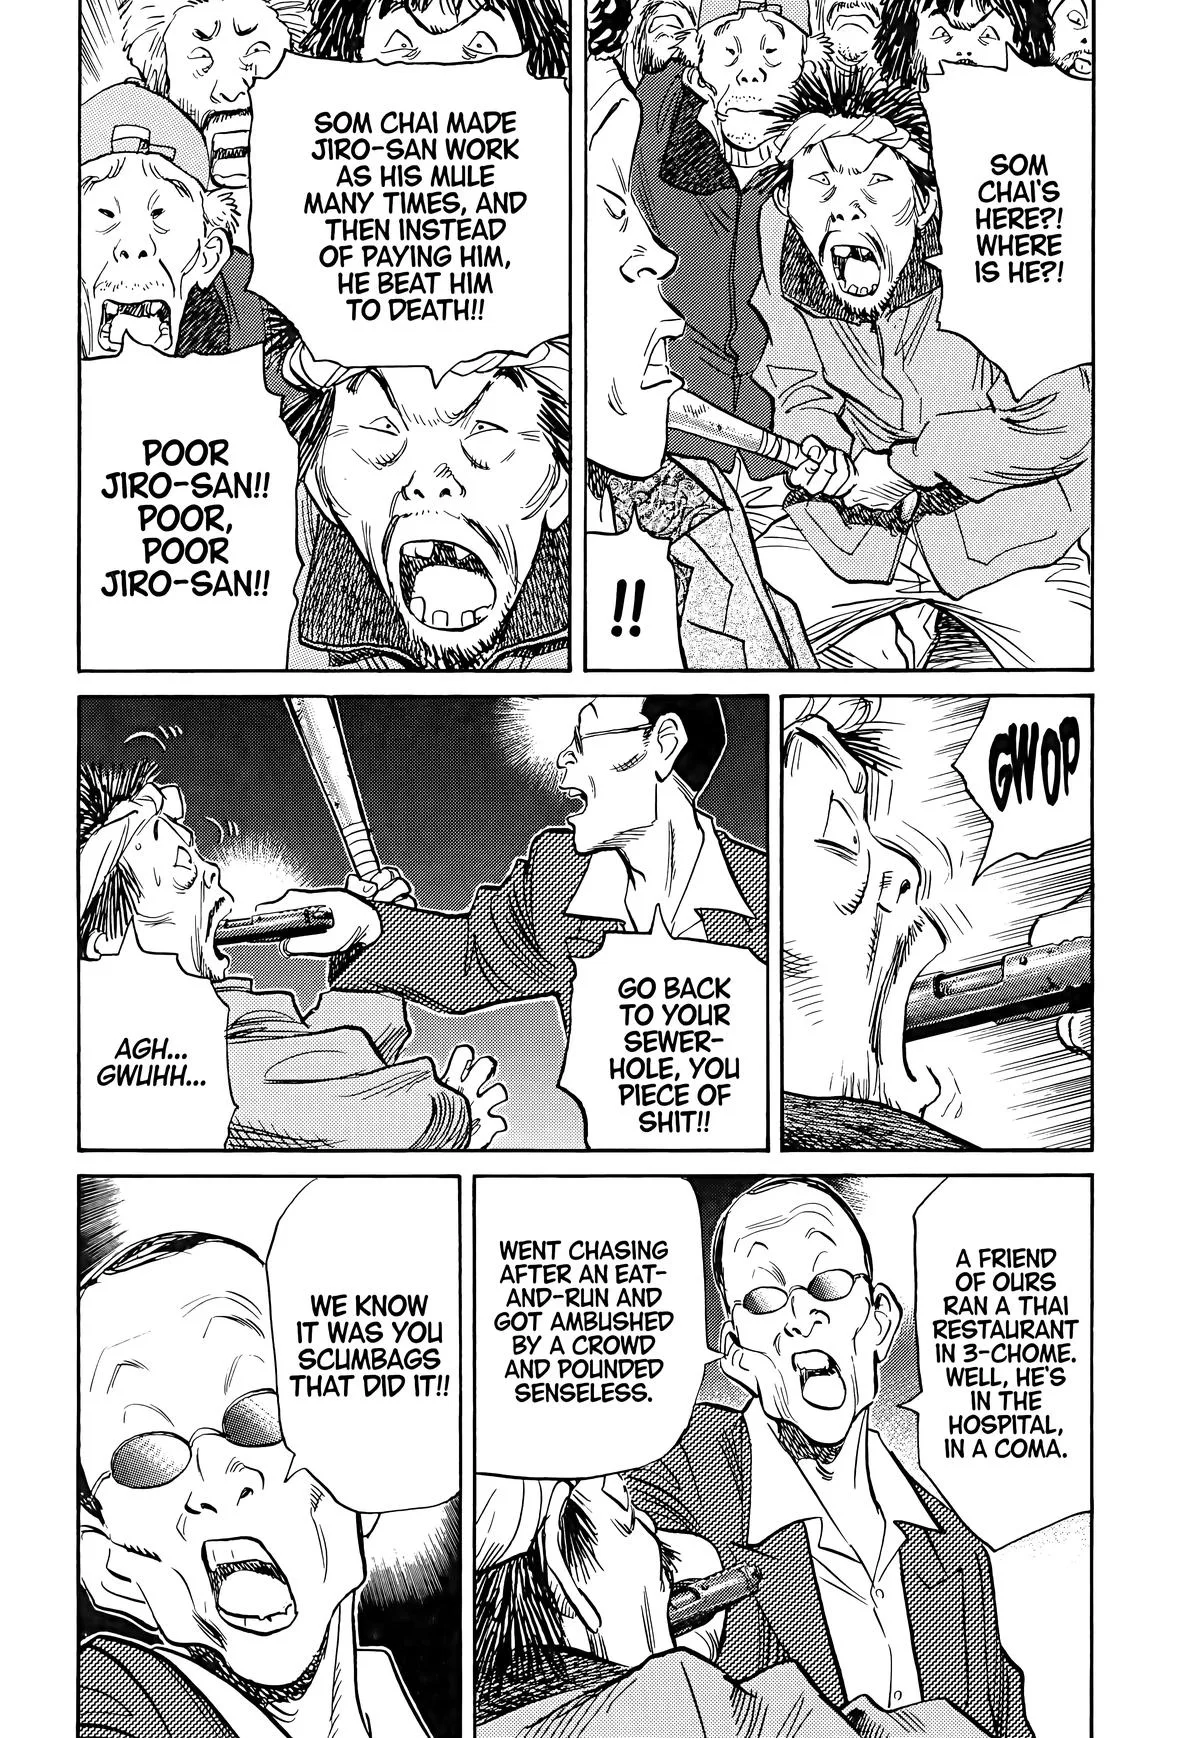 SOM
CHAI'S
HERE?!
WHERE
IS HE?!
!!
SOM CHAI MADE
JIRO-SAN WORK
AS HIS MULE
MANY TIMES, AND
THEN INSTEAD
OF PAYING HIM,
HE BEAT HIM
TO DEATH!!
POOR
JIRO-SAN!!
POOR,
POOR
JIRO-SAN!!
GWOP
GO BACK
TO YOUR
SEWER-
HOLE, YOU
PIECE OF
SHIT!!
AGH...
GWUHH...
A FRIEND
OF OURS
RAN A THAI
RESTAURANT
IN 3-CHOME.
WELL, HE'S
IN THE
HOSPITAL,
IN A COMA.
WENT CHASING
AFTER AN EAT-
AND-RUN AND
GOT AMBUSHED
BY A CROWD
AND POUNDED
SENSELESS.
WE KNOW
IT WAS YOU
SCUMBAGS
THAT DID IT!!